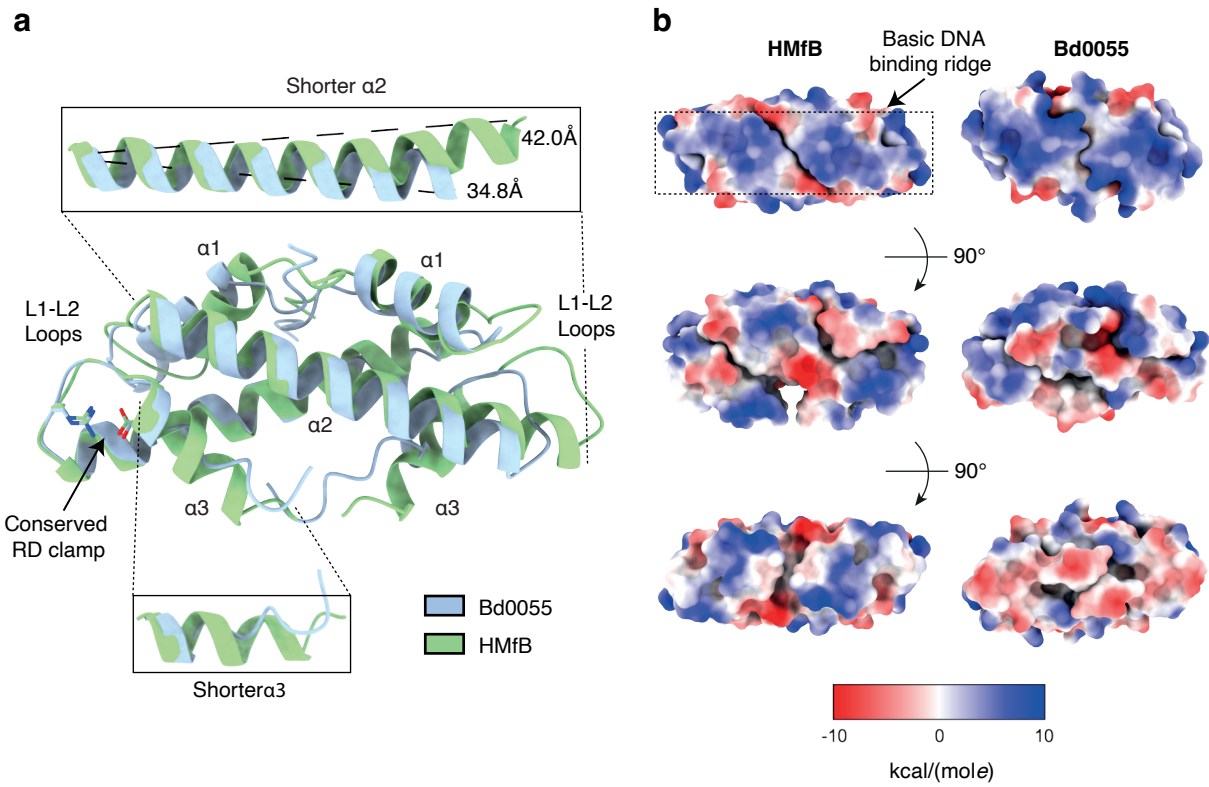 a
Shorter α2
42.0Å
34.8Å
α1
α1
L1-L2
Loops
L1-L2
Loops
α2
α3
α3
Conserved
RD clamp
Bd0055
HMfB
Shorterα3
b
HMfB
Basic DNA
binding ridge
Bd0055
90°
90°
-10
0
10
kcal/(mole)